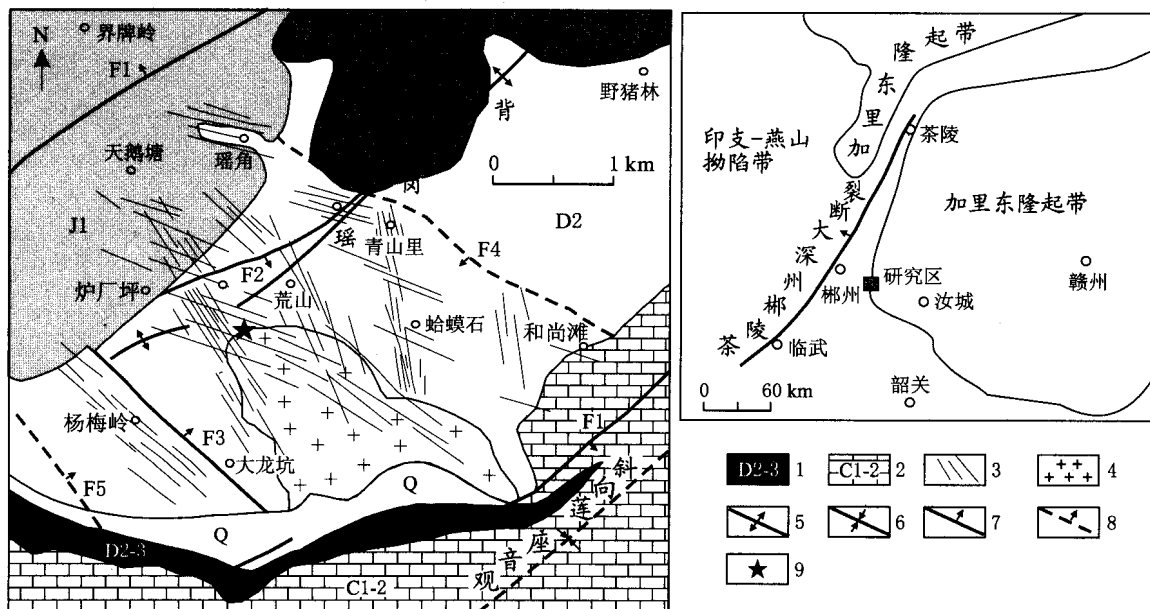 N
界牌岭
F1
天鹅塘
瑶角
背
野猪林
0 1 km
闵
瑶
D2
青山里
F4
J1
F2
炉厂坪
荒山
蛤蟆石
和尚滩
杨梅岭
F3
F1
大龙坑
F5
Q
Q
D2-3
C1-2
观音座莲向斜
加里东隆起带
茶陵
印支-燕山
拗陷带
加里东隆起带
茶陵郴州深大断裂
郴州
研究区
汝城
赣州
临武
0 60 km
韶关
D2-3 1
C1-2 2
3
4
5
6
7
8
9